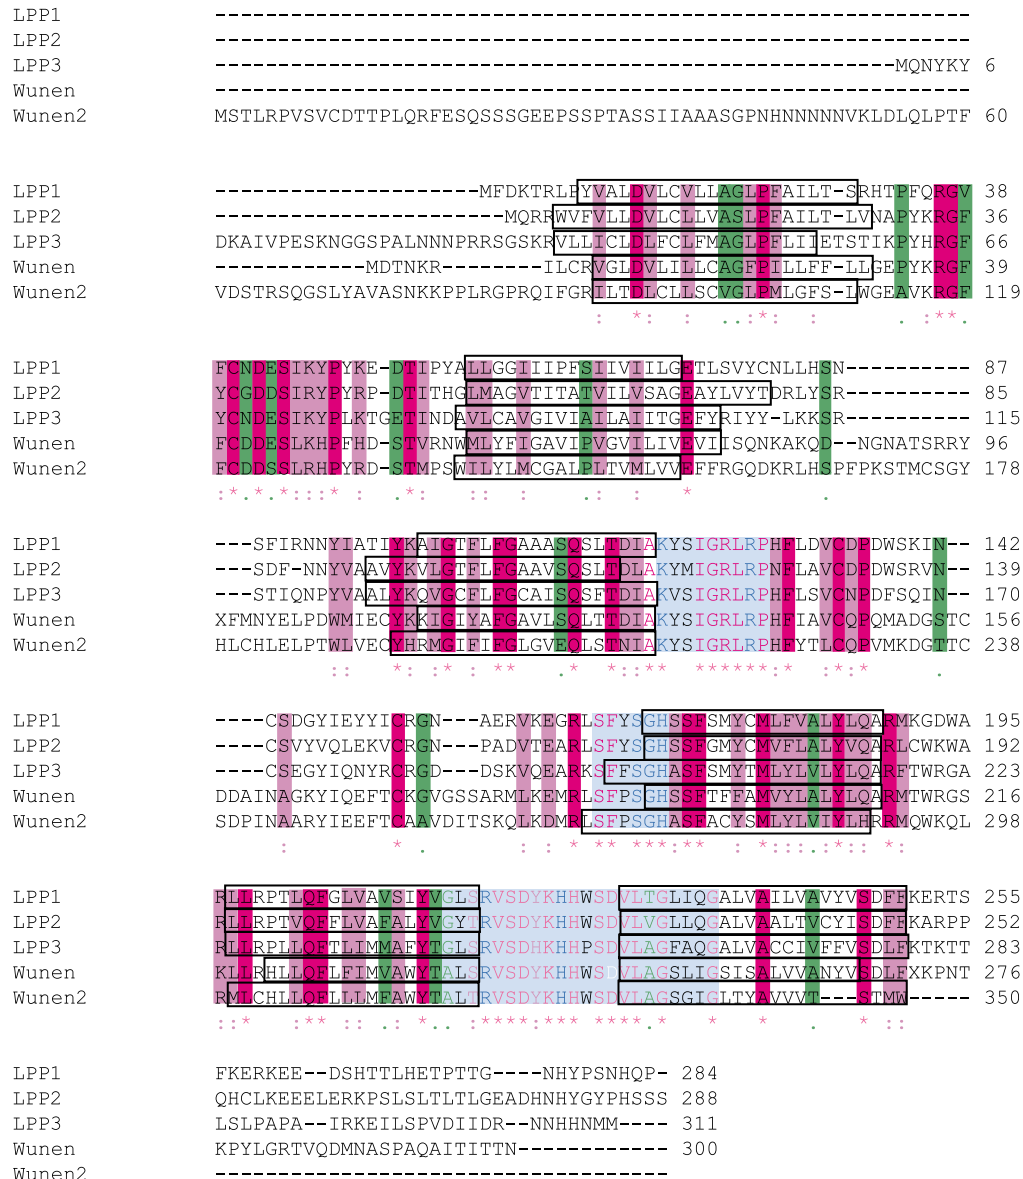 LPP1 ------------------------------------------------------------
LPP2 ------------------------------------------------------------
LPP3 ------------------------------------------------------MQNYKY 6
Wunen ------------------------------------------------------------
Wunen2 MSTLRPVSVCDTTPLQRFESQSSSGEEPSSPTASSIIAAASGPNHNNNNNVKLDLQLPTF 60
LPP1 ---------------------MFDKTRLPYVALDVLCVLLAGLPFAILT-SRHTPFQRGV 38
LPP2 -----------------------MQRRWVFVLLDVLCLLVASLPFAILT-LVNAPYKRGF 36
LPP3 DKAIVPESKNGGSPALNNNPRRSGSKRVLLICLDLFCLFMAGLPFLIIETSTIKPYHRGF 66
Wunen ------------MDTNKR--------ILCRVGLDVLILLCAGFPILLFF-LLGEPYKRGF 39
Wunen2 VDSTRSQGSLYAVASNKKPPLRGPRQIFGRILTDLCLLSCVGLPMLGFS-LWGEAVKRGF 119
: *: : ..:*: : . :**.
LPP1 FCNDESIKYPYKE-DTIPYALLGGIIIPFSIIVIILGETLSVYCNLLHSN---------- 87
LPP2 YCGDDSIRYPYRP-DTITHGLMAGVTITATVILVSAGEAYLVYTDRLYSR---------- 85
LPP3 YCNDESIKYPLKTGETINDAVLCAVGIVIAILAIITGEFYRIYY-LKKSR---------- 115
Wunen FCDDESLKHPFHD-STVRNWMLYFIGAVIPVGVILIVEVIISQNKAKQD--NGNATSRRY 96
Wunen2 FCDDSSLRHPYRD-STMPSWILYLMCGALPLTVMLVVEFFRGQDKRLHSPFPKSTMCSGY 178
:*.*.*:::* : .*: :: : .: : * .
LPP1 ---SFIRNNYIATIYKAIGTFLFGAAASQSLTDIAKYSIGRLRPHFLDVCDPDWSKIN-- 142
LPP2 ---SDF-NNYVAAVYKVLGTFLFGAAVSQSLTDLAKYMIGRLRPNFLAVCDPDWSRVN-- 139
LPP3 ---STIQNPYVAALYKQVGCFLFGCAISQSFTDIAKVSIGRLRPHFLSVCNPDFSQIN-- 170
Wunen XFMNYELPDWMIECYKKIGIYAFGAVLSQLTTDIAKYSIGRLRPHFIAVCQPQMADGSTC 156
Wunen2 HLCHLELPTWLVECYHRMGIFIFGLGVEQLSTNIAKYSIGRLRPHFYTLCQPVMKDGTTC 238
:: *: :* : ** .* *::** ******:* :*:* .
LPP1 ----CSDGYIEYYICRGN---AERVKEGRLSFYSGHSSFSMYCMLFVALYLQARMKGDWA 195
LPP2 ----CSVYVQLEKVCRGN---PADVTEARLSFYSGHSSFGMYCMVFLALYVQARLCWKWA 192
LPP3 ----CSEGYIQNYRCRGD---DSKVQEARKSFFSGHASFSMYTMLYLVLYLQARFTWRGA 223
Wunen DDAINAGKYIQEFTCKGVGSSARMLKEMRLSFPSGHSSFTFFAMVYLALYLQARMTWRGS 216
Wunen2 SDPINAARYIEEFTCAAVDITSKQLKDMRLSFPSGHASFACYSMLYLVIYLHRRMQWKQL 298
: * . : : * ** ***:** : *:::.:*:: *:
LPP1 RLLRPTLQFGLVAVSIYVGLSRVSDYKHHWSDVLTGLIQGALVAILVAVYVSDFFKERTS 255
LPP2 RLLRPTVQFFLVAFALYVGYTRVSDYKHHWSDVLVGLLQGALVAALTVCYISDFFKARPP 252
LPP3 RLLRPLLQFTLIMMAFYTGLSRVSDHKHHPSDVLAGFAQGALVACCIVFFVSDLFKTKTT 283
Wunen KLLRHLLQFLFIMVAWYTALSRVSDYKHHWSDVLAGSLIGSISALVVANYVSDLFXKPNT 276
Wunen2 RMLCHLLQFLLLMFAWYTALTRVSDYKHHWSDVLAGSGIGLTYAVVVT---STMW----- 350
::* :** :: .: *.. :****:*** ****.* * * . * ::
LPP1 FKERKEE--DSHTTLHETPTTG----NHYPSNHQP- 284
LPP2 QHCLKEEELERKPSLSLTLTLGEADHNHYGYPHSSS 288
LPP3 LSLPAPA--IRKEILSPVDIIDR--NNHHNMM---- 311
Wunen KPYLGRTVQDMNASPAQAITITTN------------ 300
Wunen2 ------------------------------------